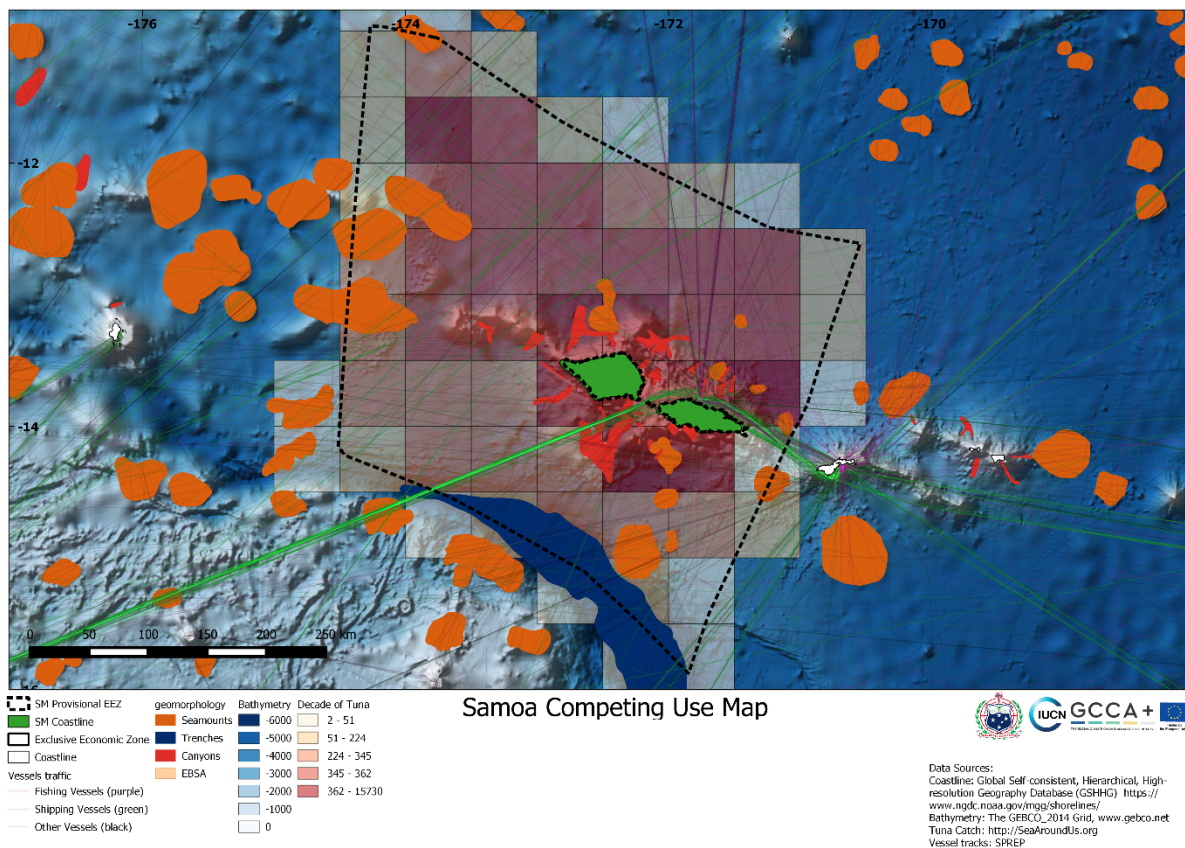 -176
-174
-172
-170
-12
-14
0 50 100 150 200 250 km
Samoa Competing Use Map
SM Provisional EEZ
SM Coastline
Exclusive Economic Zone
Coastline
Vessels traffic
Fishing Vessels (purple)
Shipping Vessels (green)
Other Vessels (black)
geomorphology
Seamounts
Trenches
Canyons
EBSA
Bathymetry
-6000
-5000
-4000
-3000
-2000
-1000
0
Decade of Tuna
2 - 51
51 - 224
224 - 345
345 - 362
362 - 15730
IUCN
GCCA+
Data Sources:
Coastline: Global Self-consistent, Hierarchical, High-
resolution Geography Database (GSHHG) https://
www.ngdc.noaa.gov/mgg/shorelines/
Bathymetry: The GEBCO_2014 Grid, www.gebco.net
Tuna Catch: http://SeaAroundUs.org
Vessel tracks: SPREP